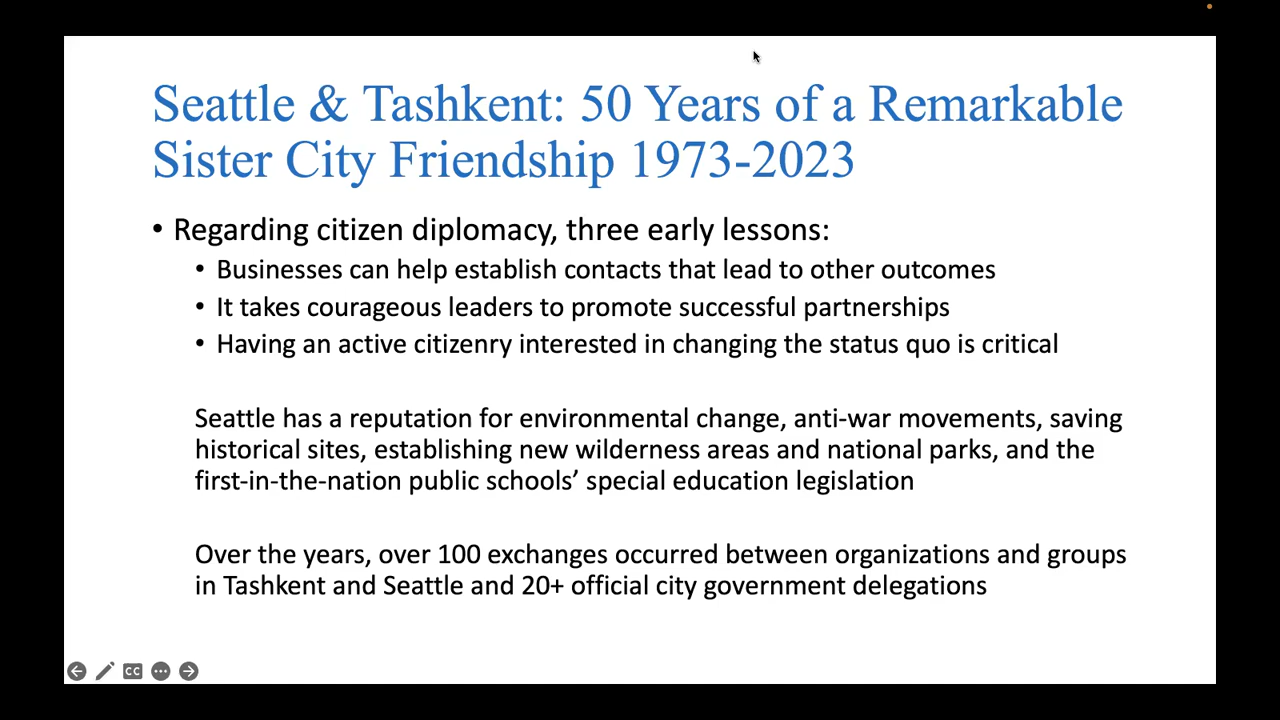 Seattle & Tashkent: 50 Years of a Remarkable
Sister City Friendship 1973-2023
• Regarding citizen diplomacy, three early lessons:
• Businesses can help establish contacts that lead to other outcomes
• It takes courageous leaders to promote successful partnerships
• Having an active citizenry interested in changing the status quo is critical
Seattle has a reputation for environmental change, anti-war movements, saving
historical sites, establishing new wilderness areas and national parks, and the
first-in-the-nation public schools’ special education legislation
Over the years, over 100 exchanges occurred between organizations and groups
in Tashkent and Seattle and 20+ official city government delegations
CC